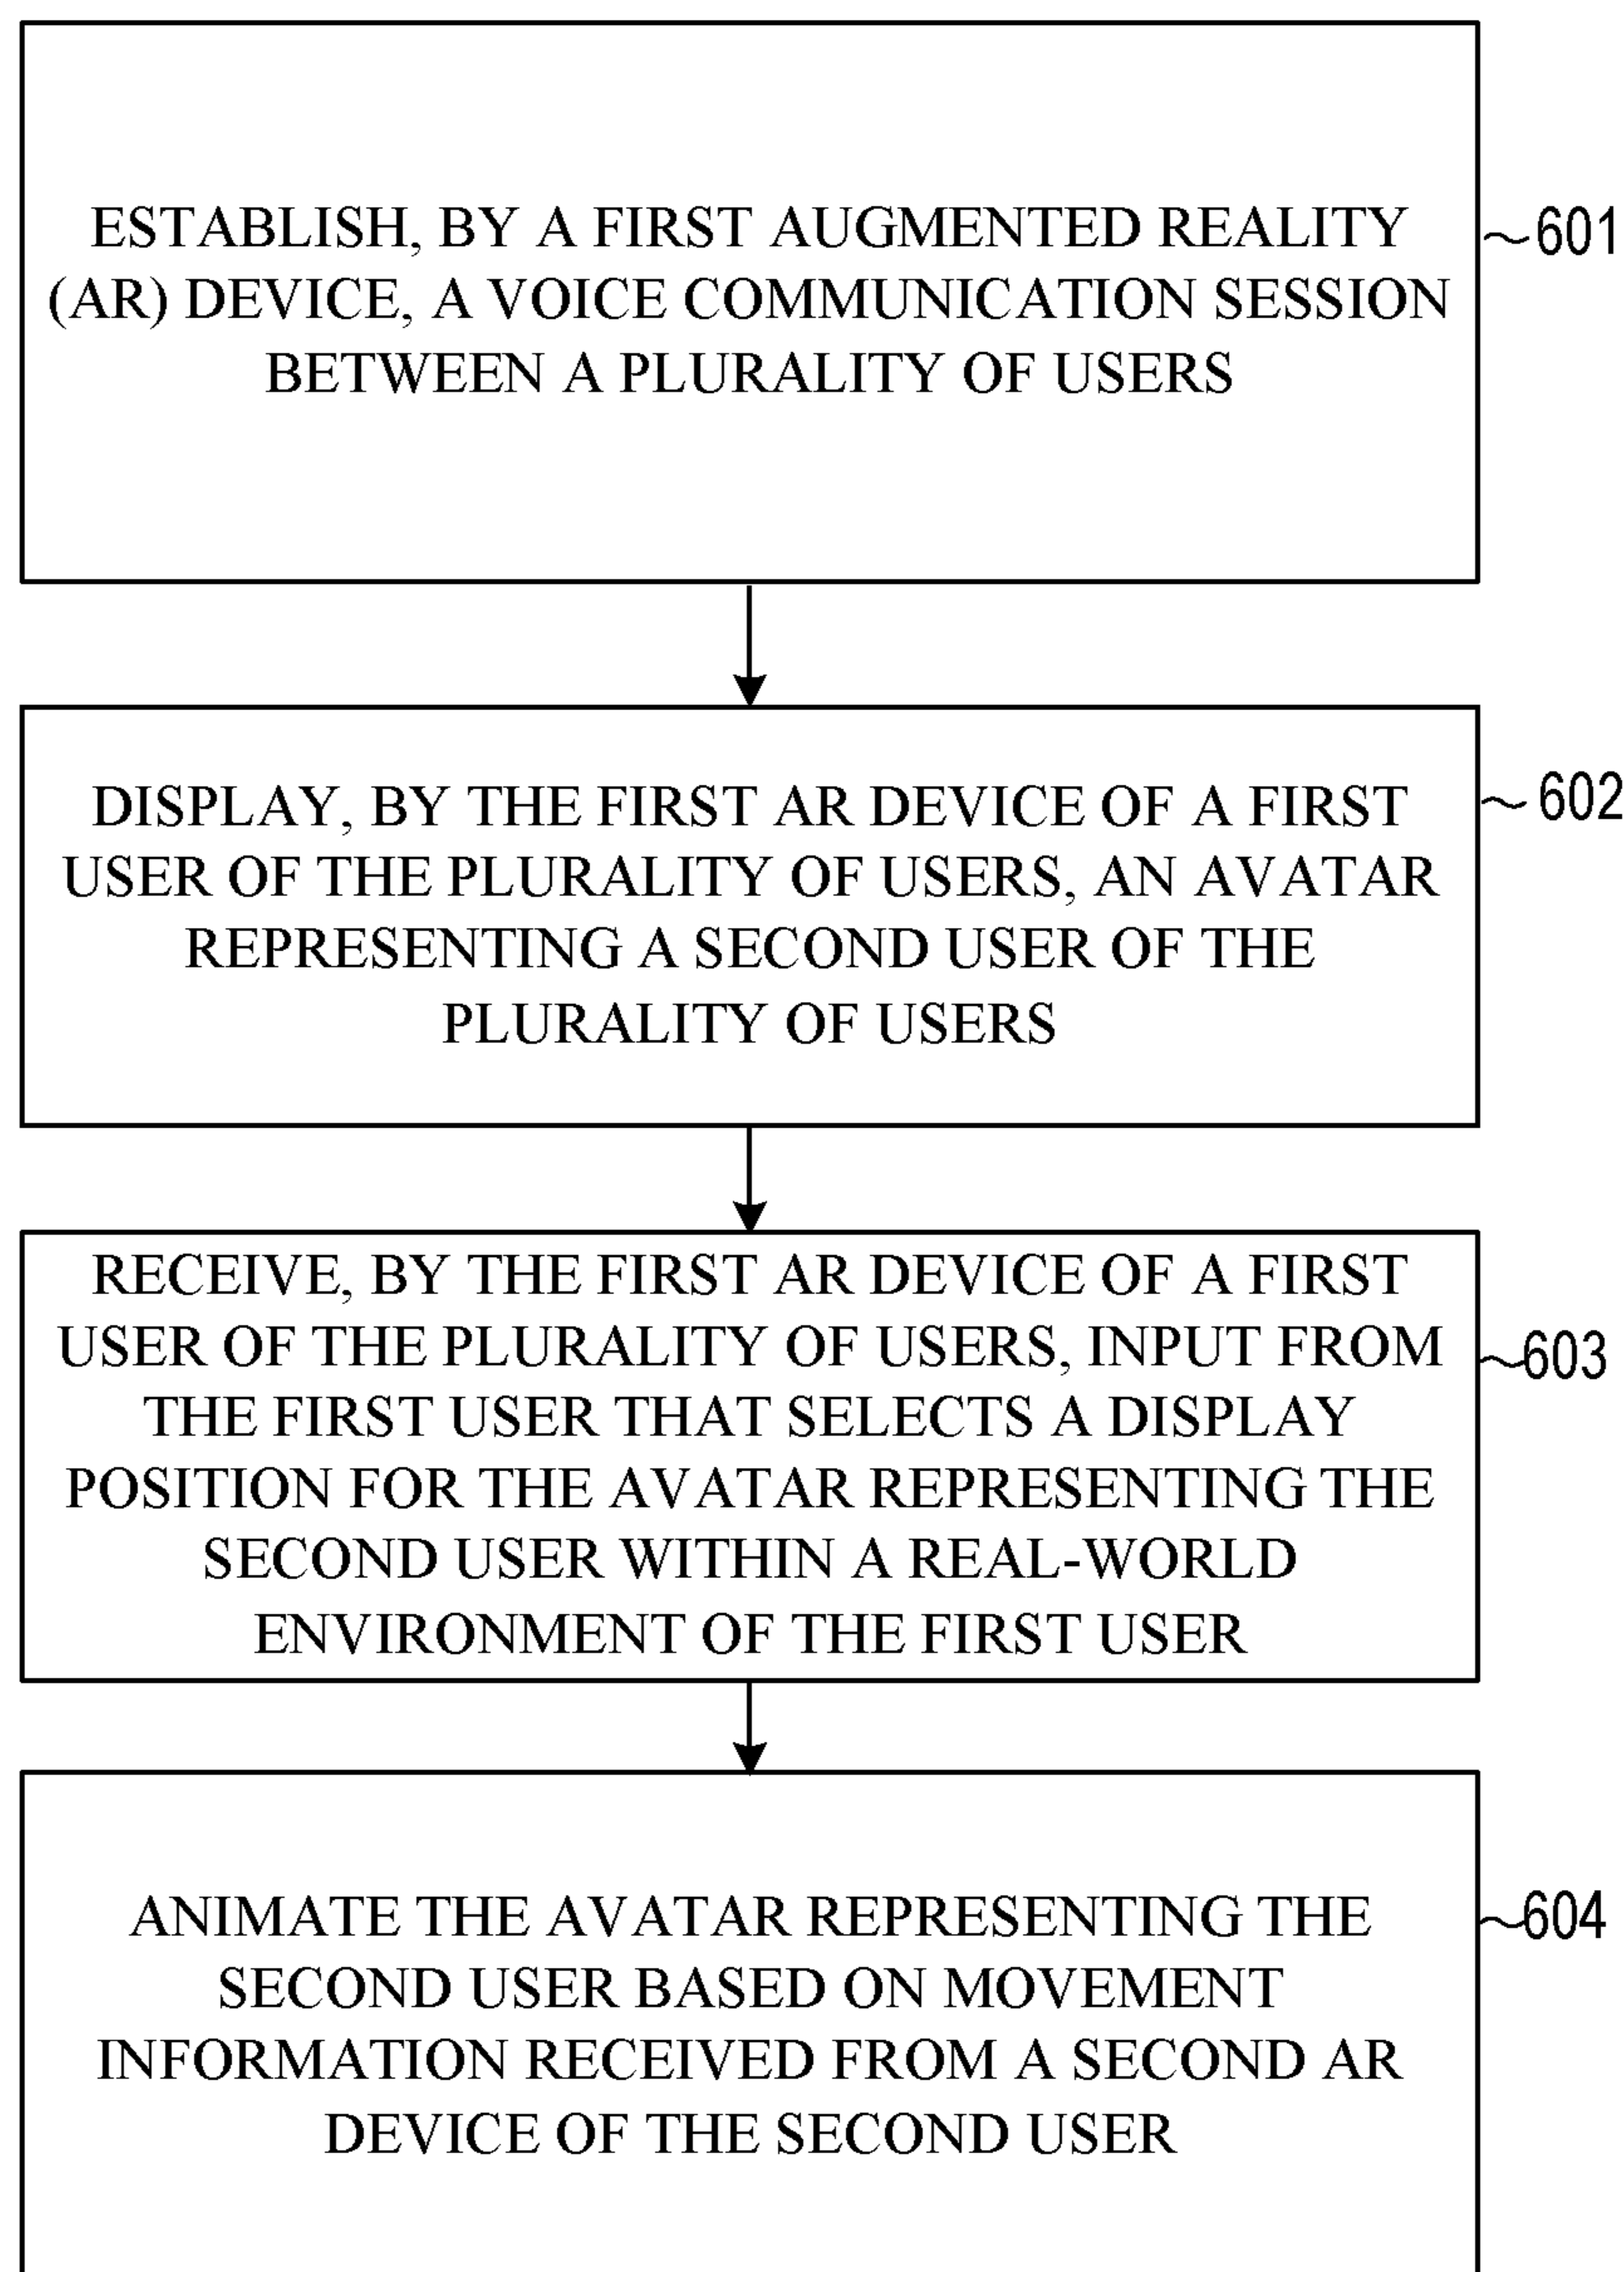 ESTABLISH, BY A FIRST AUGMENTED REALITY
(AR) DEVICE, A VOICE COMMUNICATION SESSION
BETWEEN A PLURALITY OF USERS
601
DISPLAY, BY THE FIRST AR DEVICE OF A FIRST
USER OF THE PLURALITY OF USERS, AN AVATAR
REPRESENTING A SECOND USER OF THE
PLURALITY OF USERS
602
RECEIVE, BY THE FIRST AR DEVICE OF A FIRST
USER OF THE PLURALITY OF USERS, INPUT FROM
THE FIRST USER THAT SELECTS A DISPLAY
POSITION FOR THE AVATAR REPRESENTING THE
SECOND USER WITHIN A REAL-WORLD
ENVIRONMENT OF THE FIRST USER
603
ANIMATE THE AVATAR REPRESENTING THE
SECOND USER BASED ON MOVEMENT
INFORMATION RECEIVED FROM A SECOND AR
DEVICE OF THE SECOND USER
604